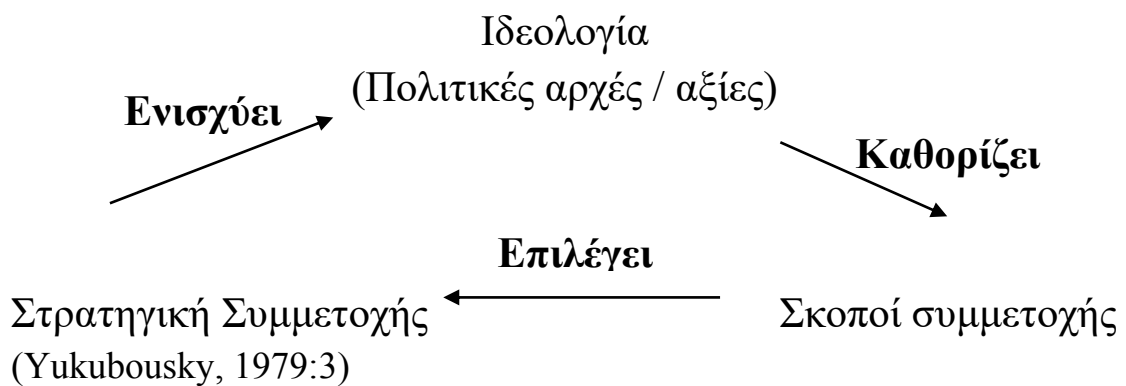 Ιδεολογία
(Πολιτικές αρχές / αξίες)
Ενισχύει
Καθορίζει
Επιλέγει
Στρατηγική Συμμετοχής
Σκοποί συμμετοχής
(Yukubousky, 1979:3)